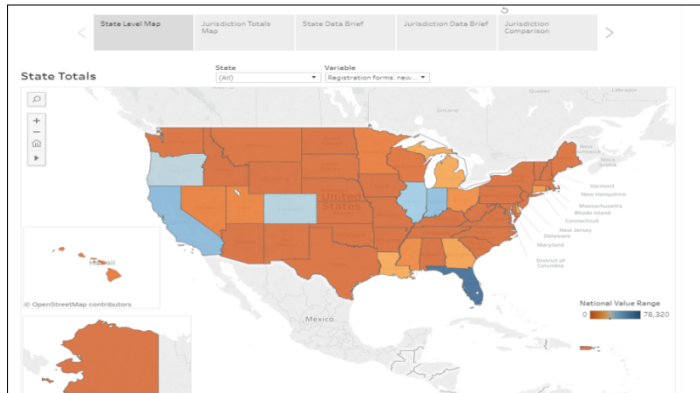 State Level Map
Jurisdiction Totals
Map
State Data Brief
Jurisdiction Data Brief
Jurisdiction
Comparison
State Totals
State
(All)
Variable
Registration forms: new...
Ontario
Quebec
Labrador
United
States
Vermont
New Hampshire
Massachusetts
Rhode Island
Connecticut
New Jersey
Delaware
Maryland
District of
Columbia
Hawaii
© OpenStreetMap contributors
Mexico
National Value Range
0
78,320